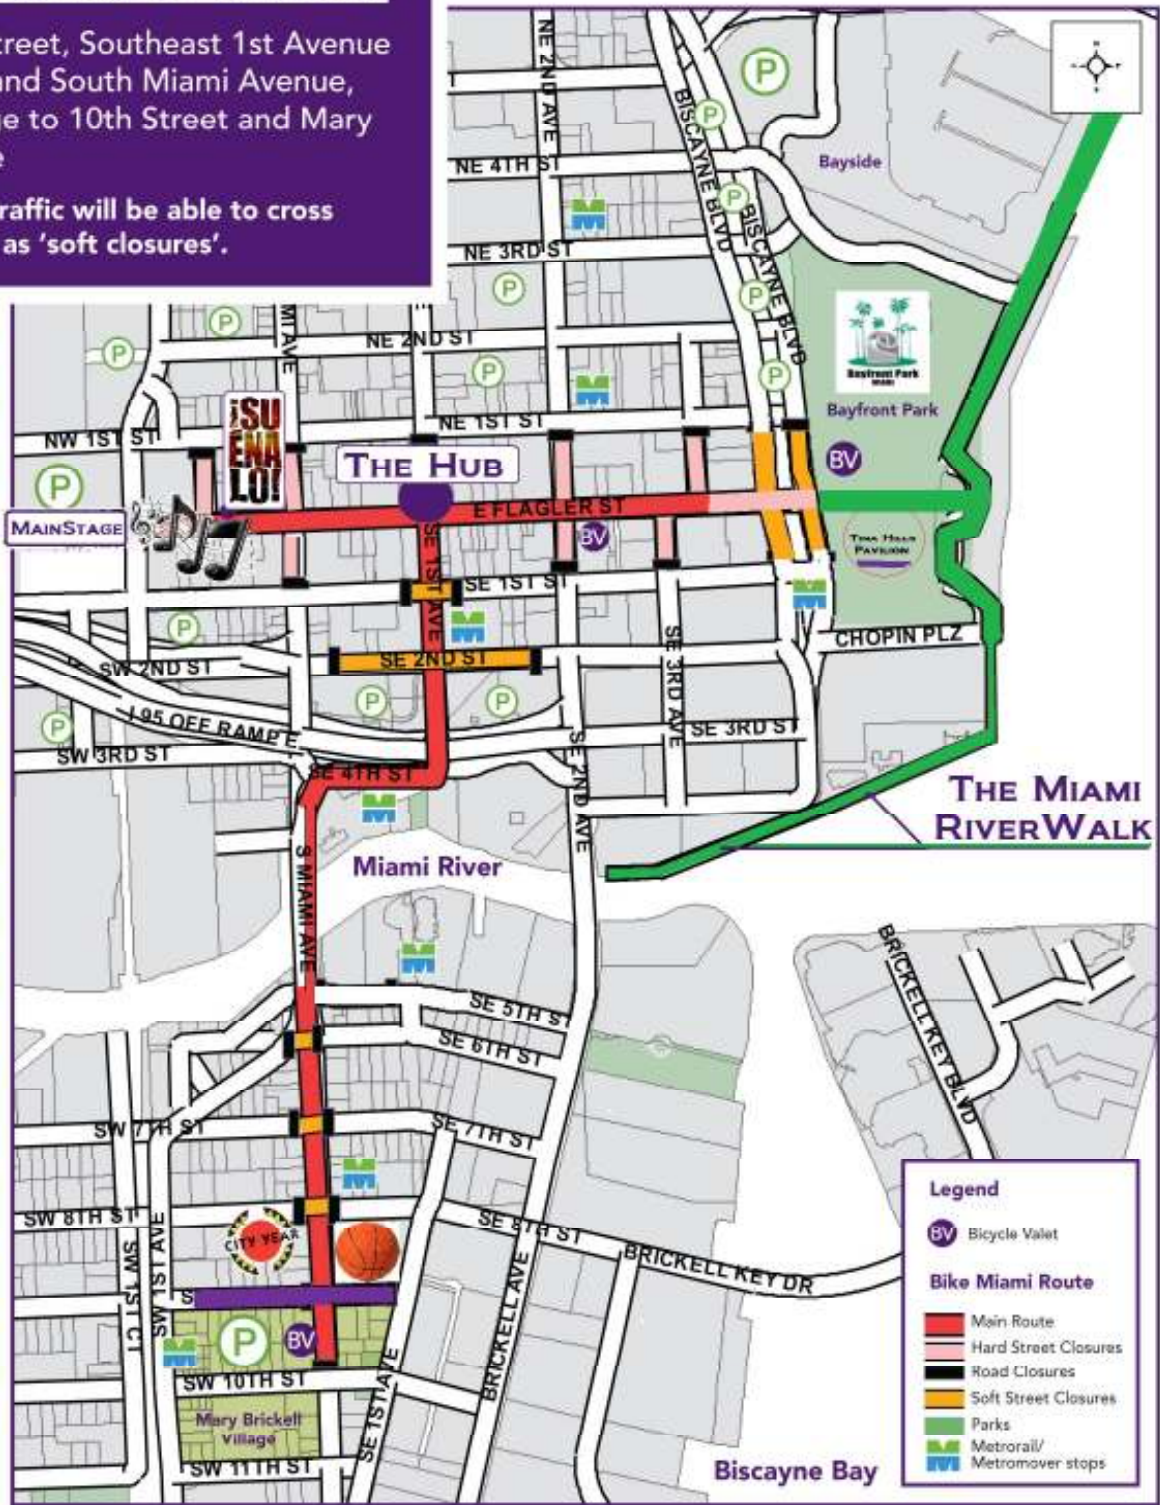 treet, Southeast 1st Avenue
and South Miami Avenue,
ge to 10th Street and Mary
e
raffic will be able to cross
as 'soft closures'.
NE 2ND AVE
P
BISCAYNE BLVD
P
NE 4TH ST
Bayside
P
BISCAYNE BLVD
NE 3RD ST
P
P
P
MI AVE
NE 2ND ST
P
P
P
Bayfront Park
MIAMI
Bayfront Park
NE 1ST ST
NW 1ST ST
¡SUENALO!
THE HUB
BV
P
E FLAGLER ST
MAINSTAGE
BV
TINA HILLS
PAVILION
SE 1ST AVE
SE 1ST ST
P
CHOPIN PLZ
SE 2ND ST
SW 2ND ST
SE 3RD AVE
P
P
P
I 95 OFF RAMP E
SE 3RD ST
SW 3RD ST
SE 4TH ST
SE 2ND AVE
THE MIAMI
RIVERWALK
S MIAMI AVE
Miami River
BRICKELL KEY BLVD
SE 5TH ST
SE 6TH ST
SW 7TH ST
SE 7TH ST
SW 8TH ST
CITY YEAR
SE 8TH ST
BRICKELL KEY DR
SW 1ST CT
SW 1ST AVE
S
P
BV
BRICKELL AVE
SE 1ST AVE
SW 10TH ST
Mary Brickell
Village
SW 11TH ST
Biscayne Bay
Legend
BV Bicycle Valet
Bike Miami Route
Main Route
Hard Street Closures
Road Closures
Soft Street Closures
Parks
Metrorail/
Metromover stops